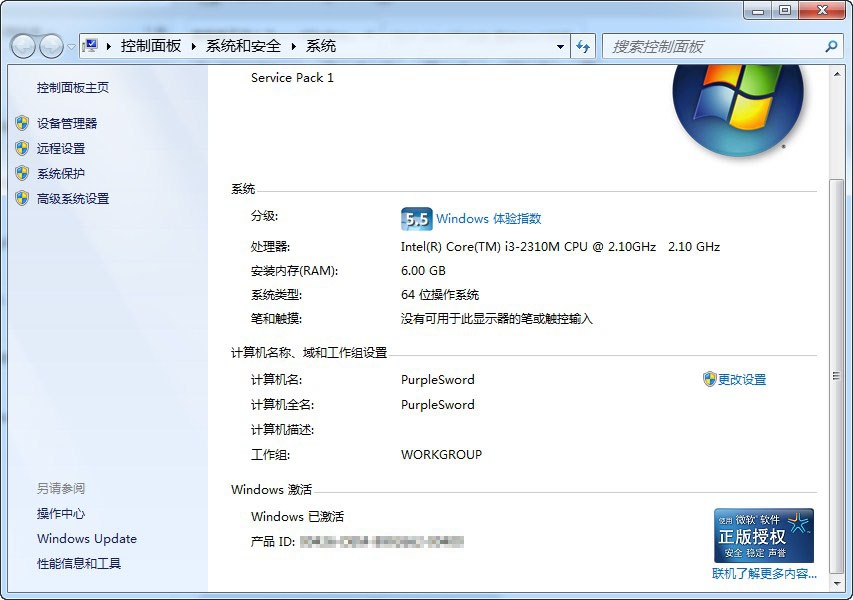 控制面板 系统和安全 系统
搜索控制面板
控制面板主页
设备管理器
远程设置
系统保护
高级系统设置
另请参阅
操作中心
Windows Update
性能信息和工具
Service Pack 1
系统
分级: 5.5 Windows 体验指数
处理器: Intel(R) Core(TM) i3-2310M CPU @ 2.10GHz 2.10 GHz
安装内存(RAM): 6.00 GB
系统类型: 64 位操作系统
笔和触摸: 没有可用于此显示器的笔或触控输入
计算机名称、域和工作组设置
计算机名: PurpleSword 更改设置
计算机全名: PurpleSword
计算机描述:
工作组: WORKGROUP
Windows 激活
Windows 已激活
产品 ID:
使用 微软 软件
正版授权
安全 稳定 声誉
联机了解更多内容...